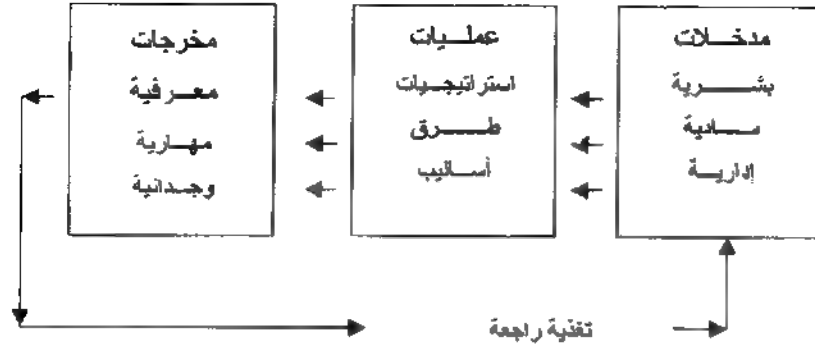 مدخلات
بشرية
مادية
إدارية
عمليات
استراتيجيات
طرق
أساليب
مخرجات
معرفية
مهارية
وجدانية
تغذية راجعة